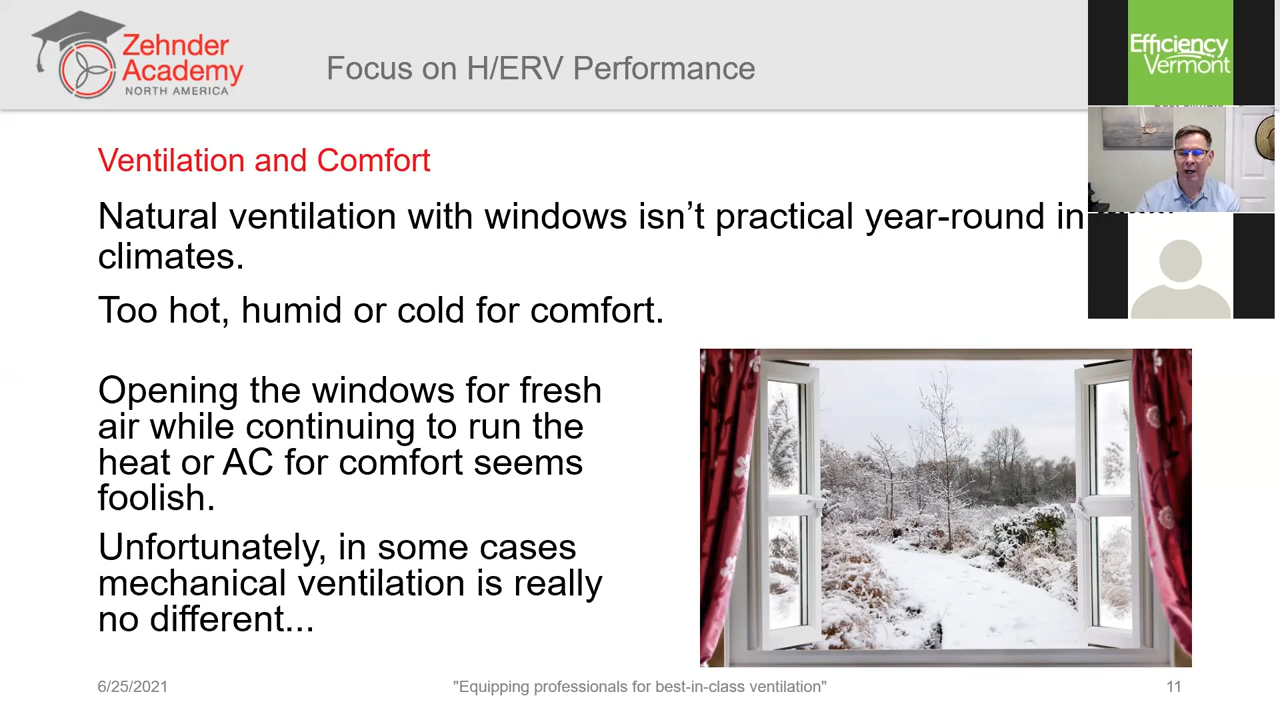 Zehnder
Academy
NORTH AMERICA
Focus on H/ERV Performance
Efficiency
Vermont
Ventilation and Comfort
Natural ventilation with windows isn’t practical year-round in
climates.
Too hot, humid or cold for comfort.
Opening the windows for fresh
air while continuing to run the
heat or AC for comfort seems
foolish.
Unfortunately, in some cases
mechanical ventilation is really
no different...
6/25/2021
"Equipping professionals for best-in-class ventilation"
11